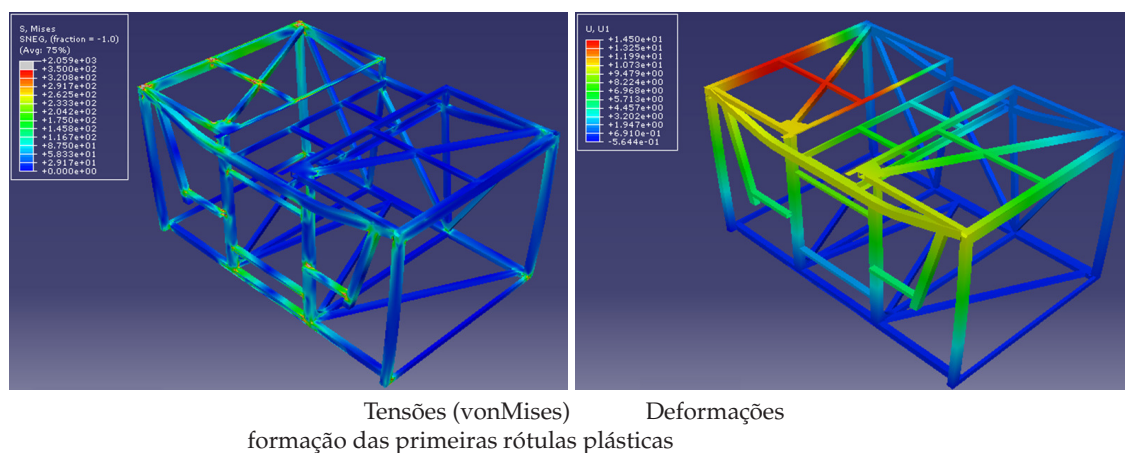 S, Mises
SNEG, (fraction = -1.0)
(Avg: 75%)
+2.059e+03
+3.500e+02
+3.208e+02
+2.917e+02
+2.625e+02
+2.333e+02
+2.042e+02
+1.750e+02
+1.458e+02
+1.167e+02
+8.750e+01
+5.833e+01
+2.917e+01
+0.000e+00
U, U1
+1.450e+01
+1.325e+01
+1.199e+01
+1.073e+01
+9.479e+00
+8.224e+00
+6.968e+00
+5.713e+00
+4.457e+00
+3.202e+00
+1.947e+00
+6.910e-01
-5.644e-01
Tensões (vonMises) Deformações
formação das primeiras rótulas plásticas